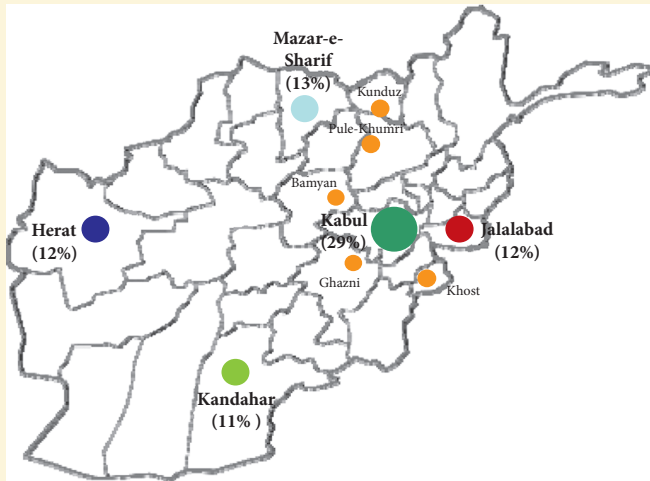 Mazar-e-
Sharif
(13%)
Kunduz
Pule-Khumri
Bamyan
Herat
(12%)
Kabul
(29%)
Jalalabad
(12%)
Ghazni
Khost
Kandahar
(11% )